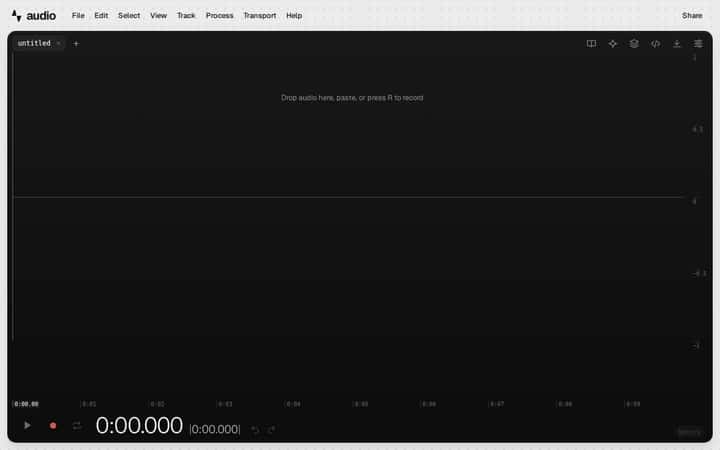 audio File Edit Select View Track Process Transport Help Share
untitled × +
1
Drop audio here, paste, or press R to record
0.5
0
-0.5
-1
0:00.00 0:01 0:02 0:03 0:04 0:05 0:06 0:07 0:08 0:09
0:00.000 0:00.000